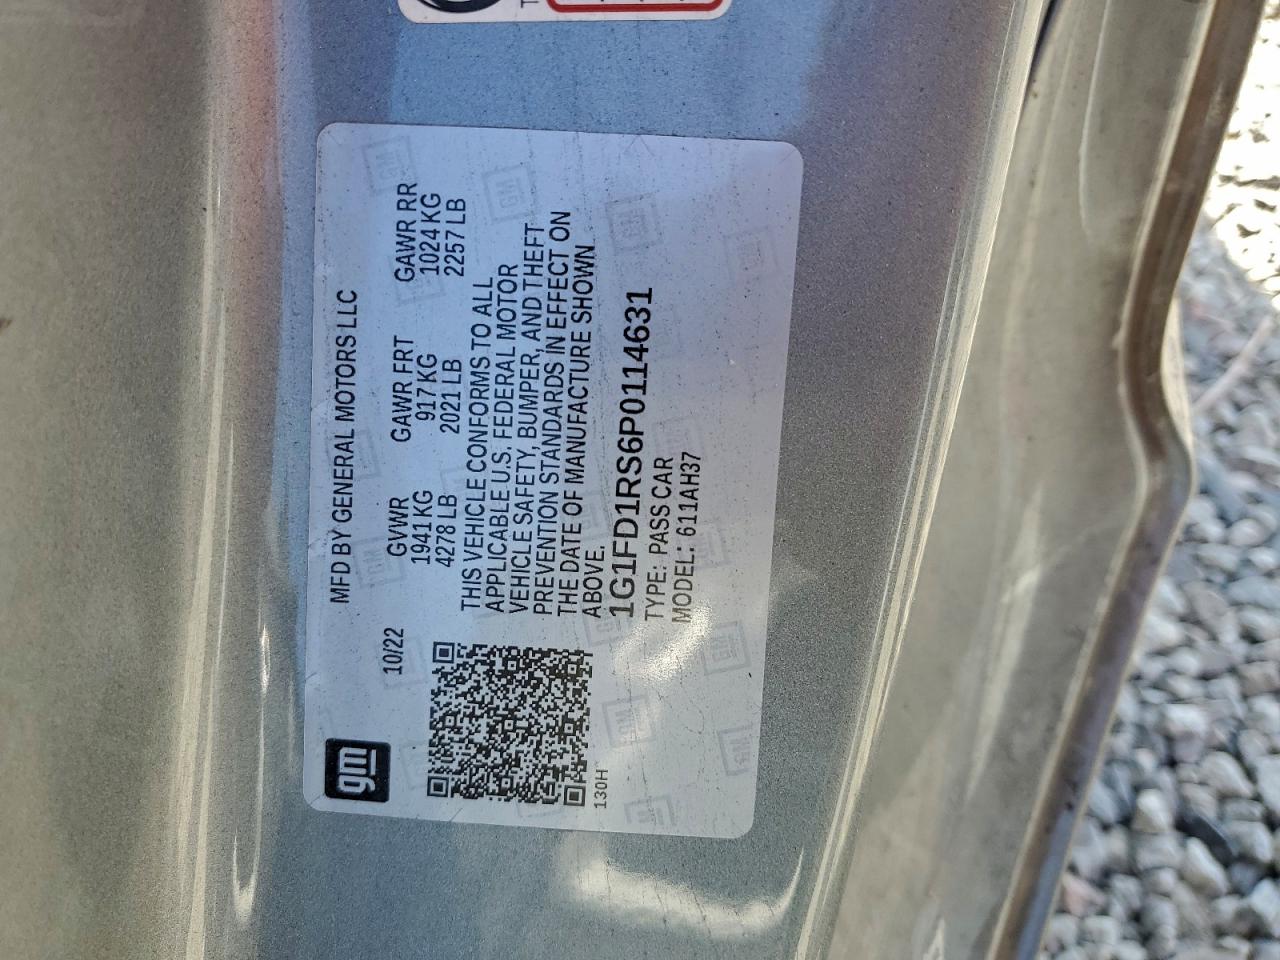 gm
MFD BY GENERAL MOTORS LLC
10/22 GVWR GAWR FRT GAWR RR
1941 KG 917 KG 1024 KG
4278 LB 2021 LB 2257 LB
THIS VEHICLE CONFORMS TO ALL
APPLICABLE U.S. FEDERAL MOTOR
VEHICLE SAFETY, BUMPER, AND THEFT
PREVENTION STANDARDS IN EFFECT ON
THE DATE OF MANUFACTURE SHOWN
ABOVE.
1G1FD1RS6P0114631
TYPE: PASS CAR
MODEL: 611AH37
130H